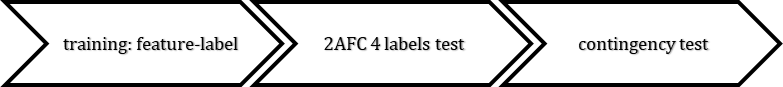 training: feature-label
2AFC 4 labels test
contingency test